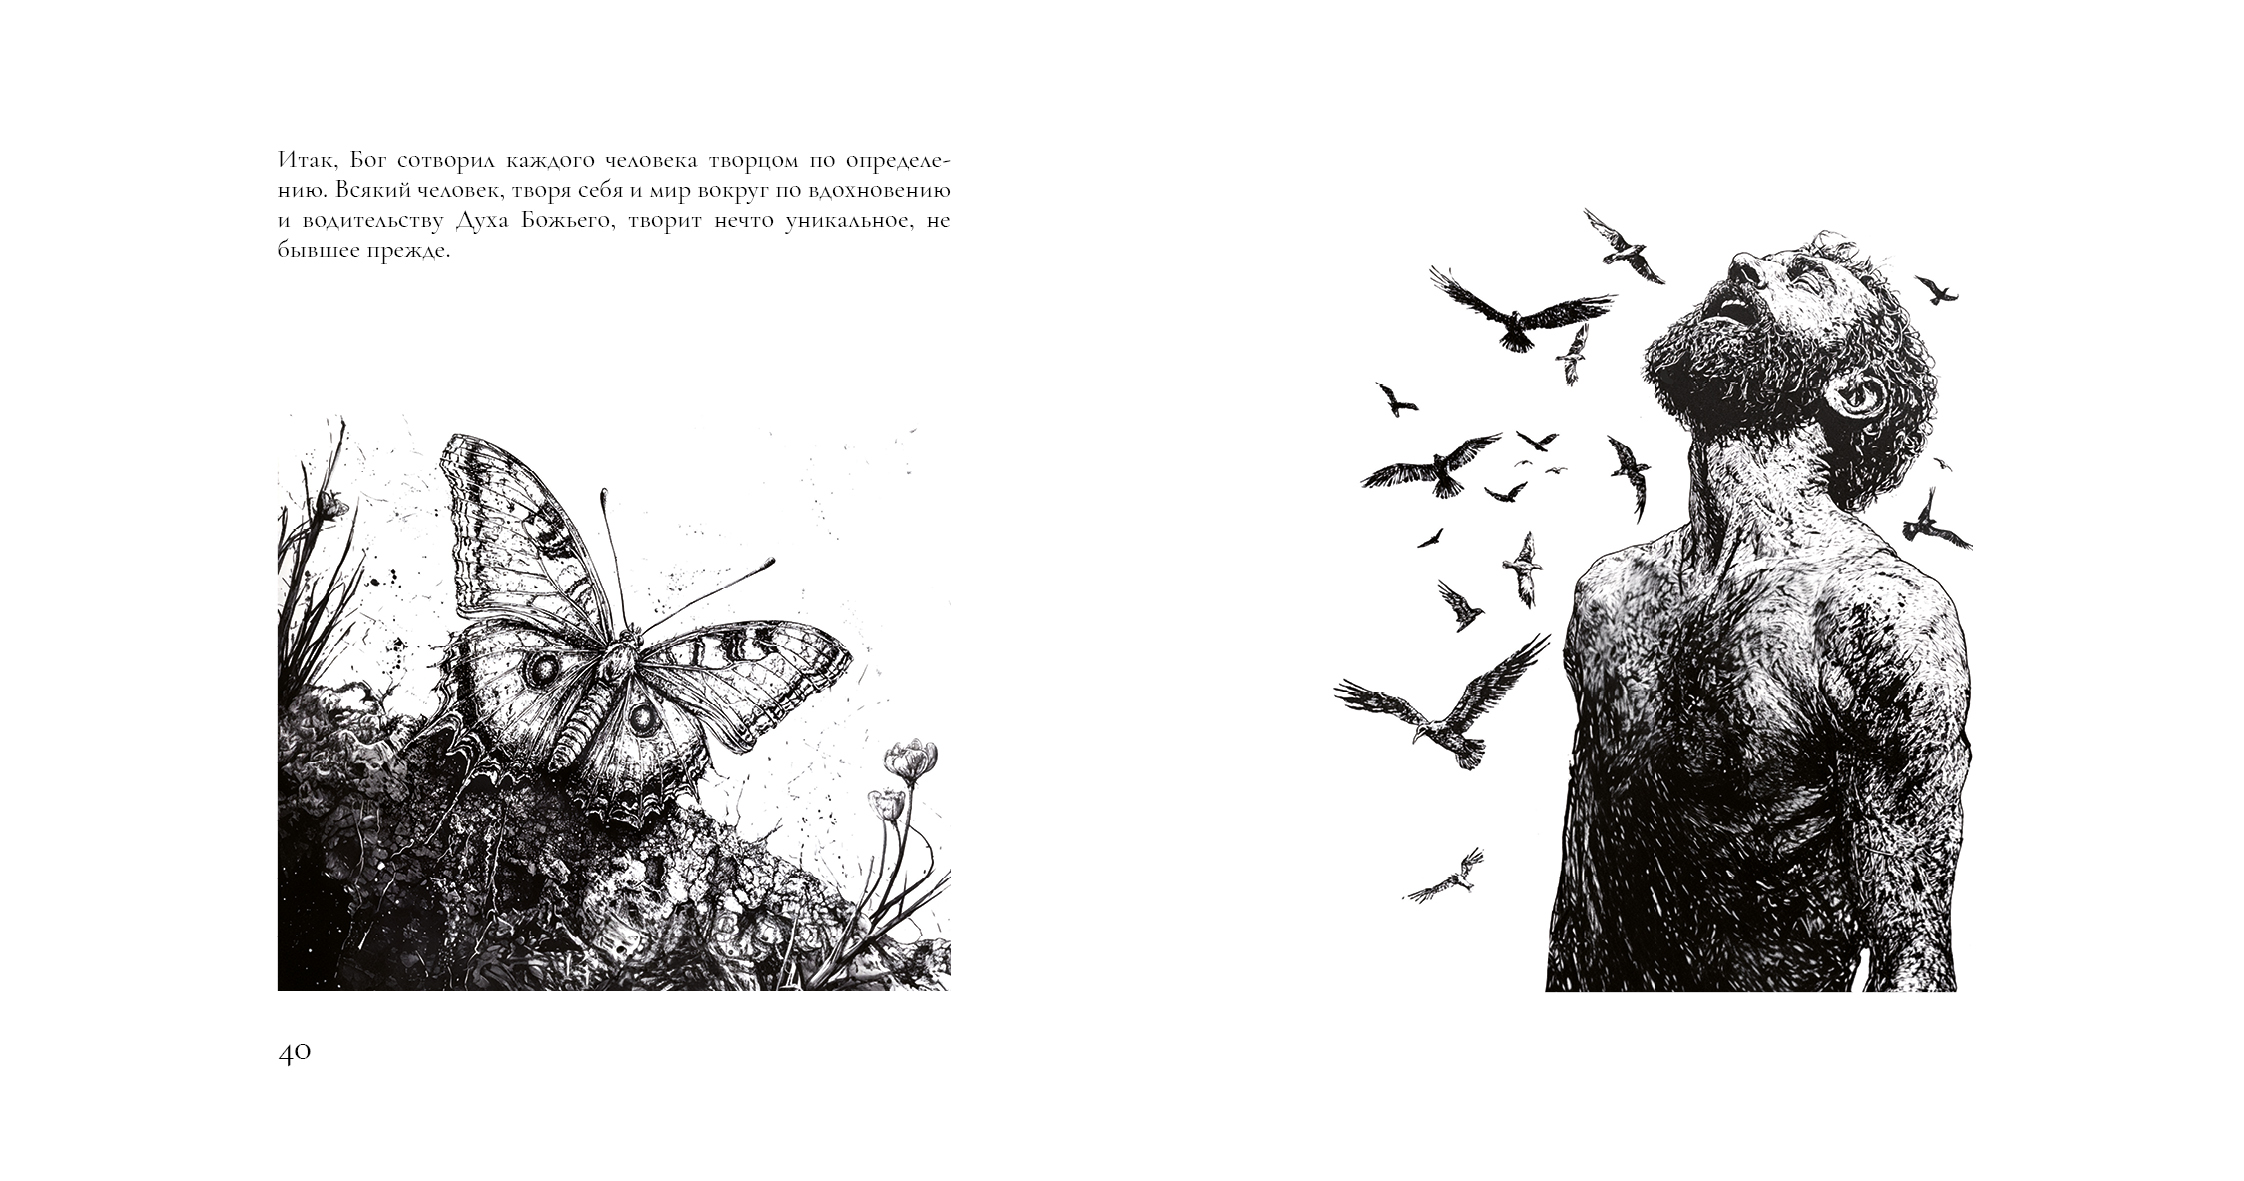 Итак, Бог сотворил каждого человека творцом по определе-
нию. Всякий человек, творя себя и мир вокруг по вдохновению
и водительству Духа Божьего, творит нечто уникальное, не
бывшее прежде.
40